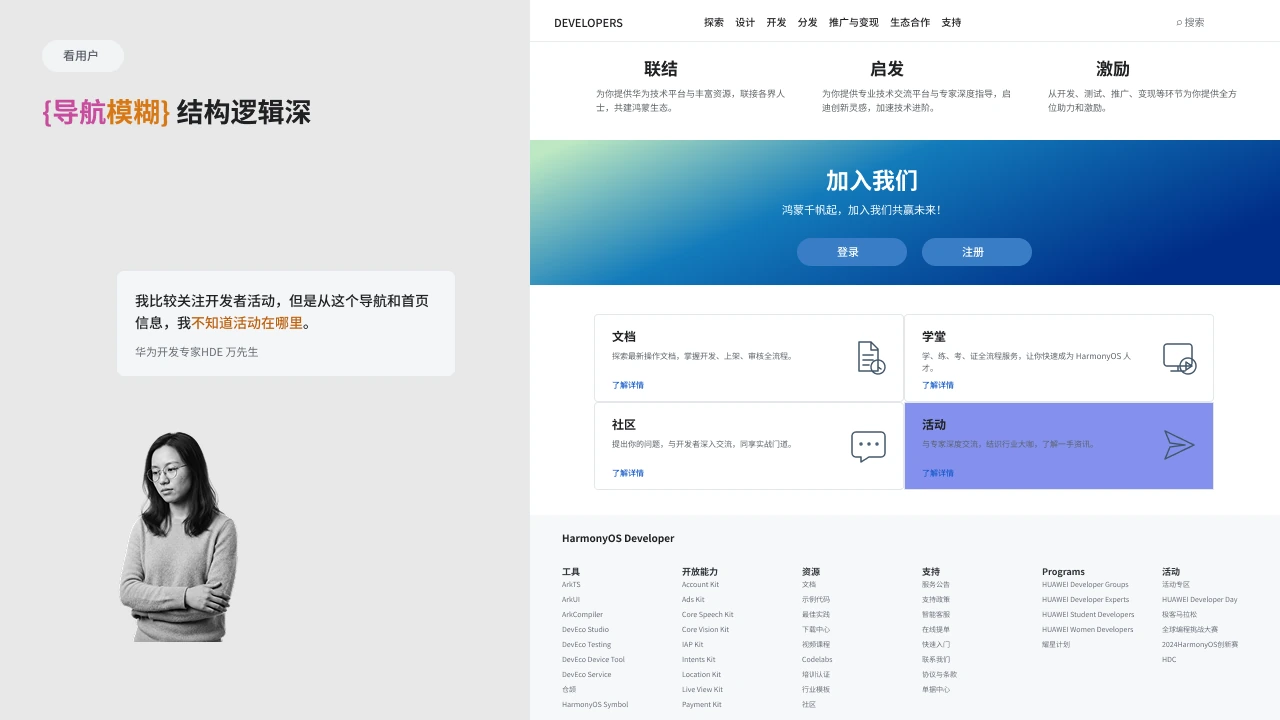 看用户
{导航模糊} 结构逻辑深
我比较关注开发者活动，但是从这个导航和首页
信息，我不知道活动在哪里。
华为开发专家HDE 万先生
DEVELOPERS
探索 设计 开发 分发 推广与变现 生态合作 支持
搜索
联结
为你提供华为技术平台与丰富资源，联接各界人
士，共建鸿蒙生态。
启发
为你提供专业技术交流平台与专家深度指导，启
迪创新灵感，加速技术进阶。
激励
从开发、测试、推广、变现等环节为你提供全方
位助力和激励。
加入我们
鸿蒙千帆起，加入我们共赢未来！
登录
注册
文档
探索最新操作文档，掌握开发、上架、审核全流程。
了解详情
学堂
学、练、考、证全流程服务，让你快速成为 HarmonyOS 人
才。
了解详情
社区
提出你的问题，与开发者深入交流，同享实战门道。
了解详情
活动
与专家深度交流，结识行业大咖，了解一手资讯。
了解详情
HarmonyOS Developer
工具
ArkTS
ArkUI
ArkCompiler
DevEco Studio
DevEco Testing
DevEco Device Tool
DevEco Service
仓颉
HarmonyOS Symbol
开放能力
Account Kit
Ads Kit
Core Speech Kit
Core Vision Kit
IAP Kit
Intents Kit
Location Kit
Live View Kit
Payment Kit
资源
文档
示例代码
最佳实践
下载中心
视频课程
Codelabs
培训认证
行业模板
社区
支持
服务公告
支持政策
智能客服
在线提单
快速入门
联系我们
协议与条款
单据中心
Programs
HUAWEI Developer Groups
HUAWEI Developer Experts
HUAWEI Student Developers
HUAWEI Women Developers
耀星计划
活动
活动专区
HUAWEI Developer Day
极客马拉松
全球编程挑战大赛
2024HarmonyOS创新赛
HDC